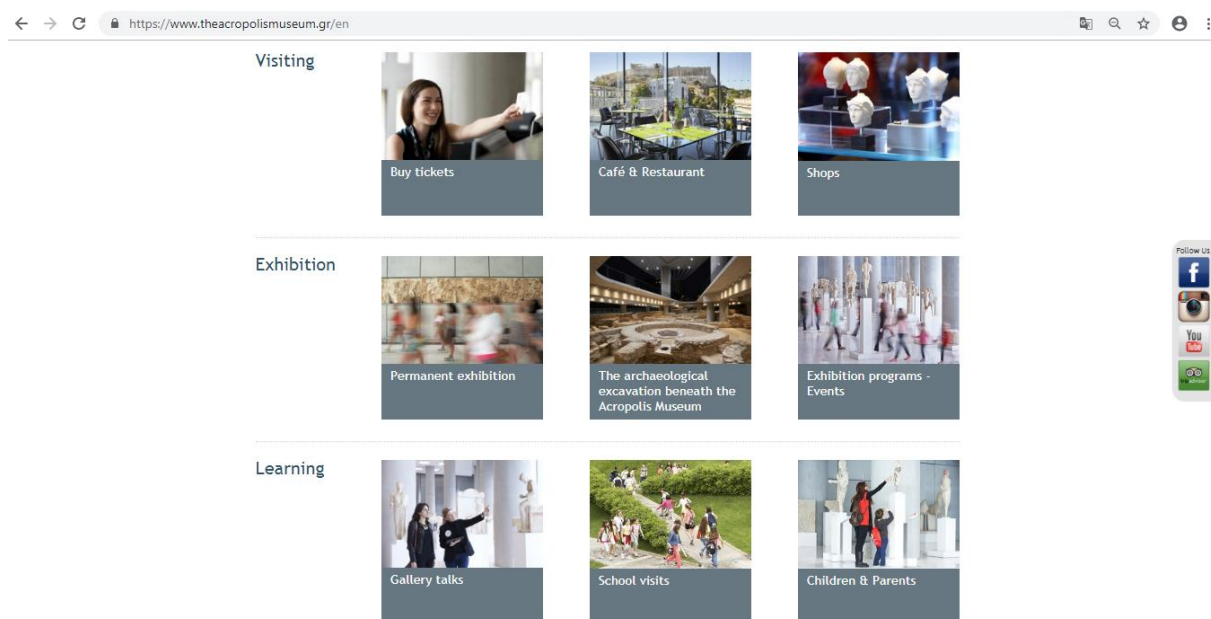 https://www.theacropolismuseum.gr/en
Visiting
Buy tickets
Café & Restaurant
Shops
Follow Us
Exhibition
You
Tube
Permanent exhibition
The archaeological
excavation beneath the
Acropolis Museum
Exhibition programs -
Events
tripadvisor
Learning
Gallery talks
School visits
Children & Parents